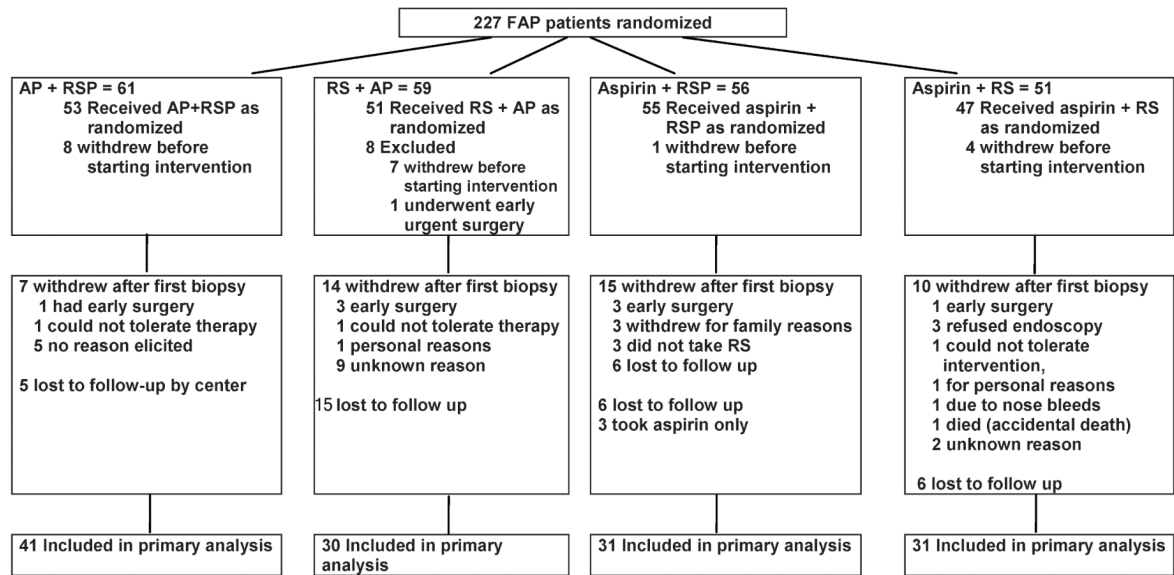 227 FAP patients randomized
AP + RSP = 61
53 Received AP+RSP as
randomized
8 withdrew before
starting intervention
RS + AP = 59
51 Received RS + AP as
randomized
8 Excluded
7 withdrew before
starting intervention
1 underwent early
urgent surgery
Aspirin + RSP = 56
55 Received aspirin +
RSP as randomized
1 withdrew before
starting intervention
Aspirin + RS = 51
47 Received aspirin + RS
as randomized
4 withdrew before
starting intervention
7 withdrew after first biopsy
1 had early surgery
1 could not tolerate therapy
5 no reason elicited
5 lost to follow-up by center
14 withdrew after first biopsy
3 early surgery
1 could not tolerate therapy
1 personal reasons
9 unknown reason
15 lost to follow up
15 withdrew after first biopsy
3 early surgery
3 withdrew for family reasons
3 did not take RS
6 lost to follow up
6 lost to follow up
3 took aspirin only
10 withdrew after first biopsy
1 early surgery
3 refused endoscopy
1 could not tolerate
intervention,
1 for personal reasons
1 due to nose bleeds
1 died (accidental death)
2 unknown reason
6 lost to follow up
41 Included in primary analysis
30 Included in primary
analysis
31 Included in primary analysis
31 Included in primary analysis